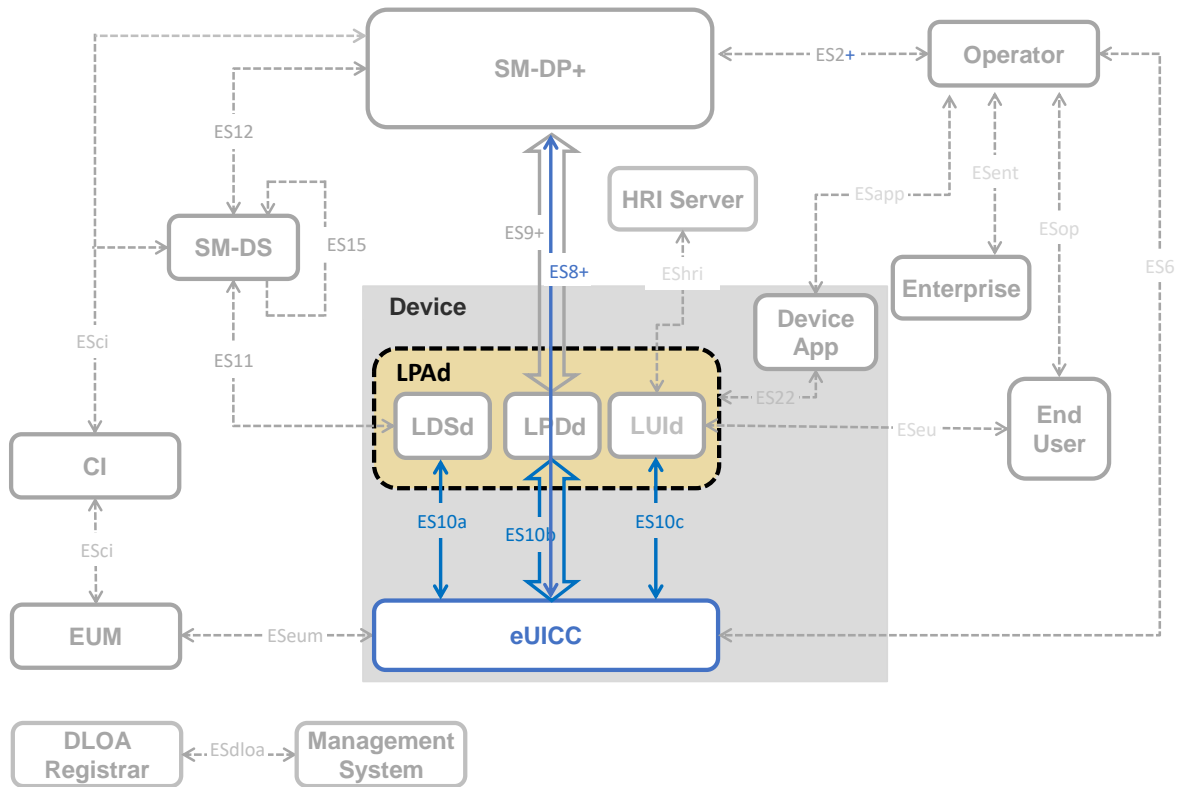 SM-DP+
ES2+
Operator
ES12
ES9+
ES8+
HRI Server
ESapp
ESent
ESop
ES6
SM-DS
ES15
EShri
Enterprise
Device
Device
App
ESci
ES11
LPAd
ES22
LDSd
LPDd
LUId
ESeu
End
User
CI
ES10a
ES10b
ES10c
ESci
EUM
ESeum
eUICC
DLOA
Registrar
ESdloa
Management
System